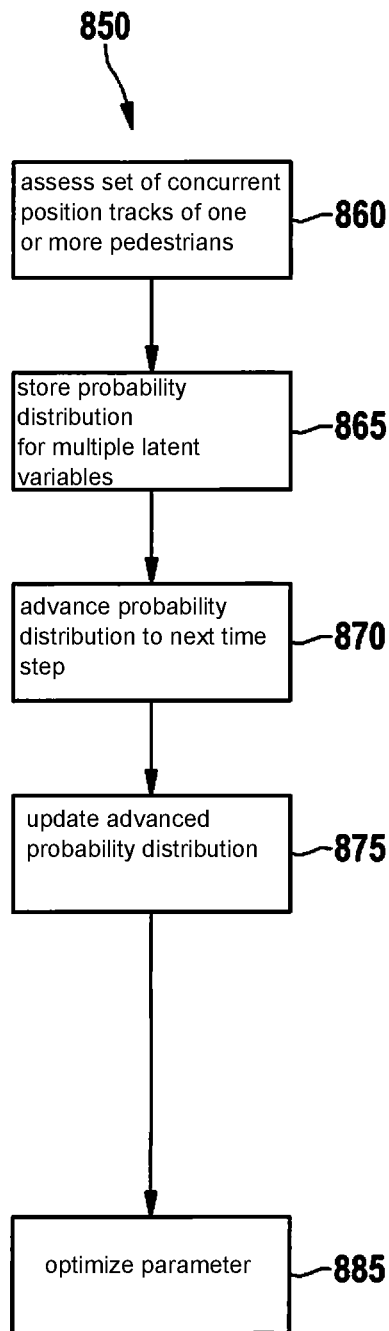 850
assess set of concurrent
position tracks of one
or more pedestrians
860
store probability
distribution
for multiple latent
variables
865
advance probability
distribution to next time
step
870
update advanced
probability distribution
875
optimize parameter
885